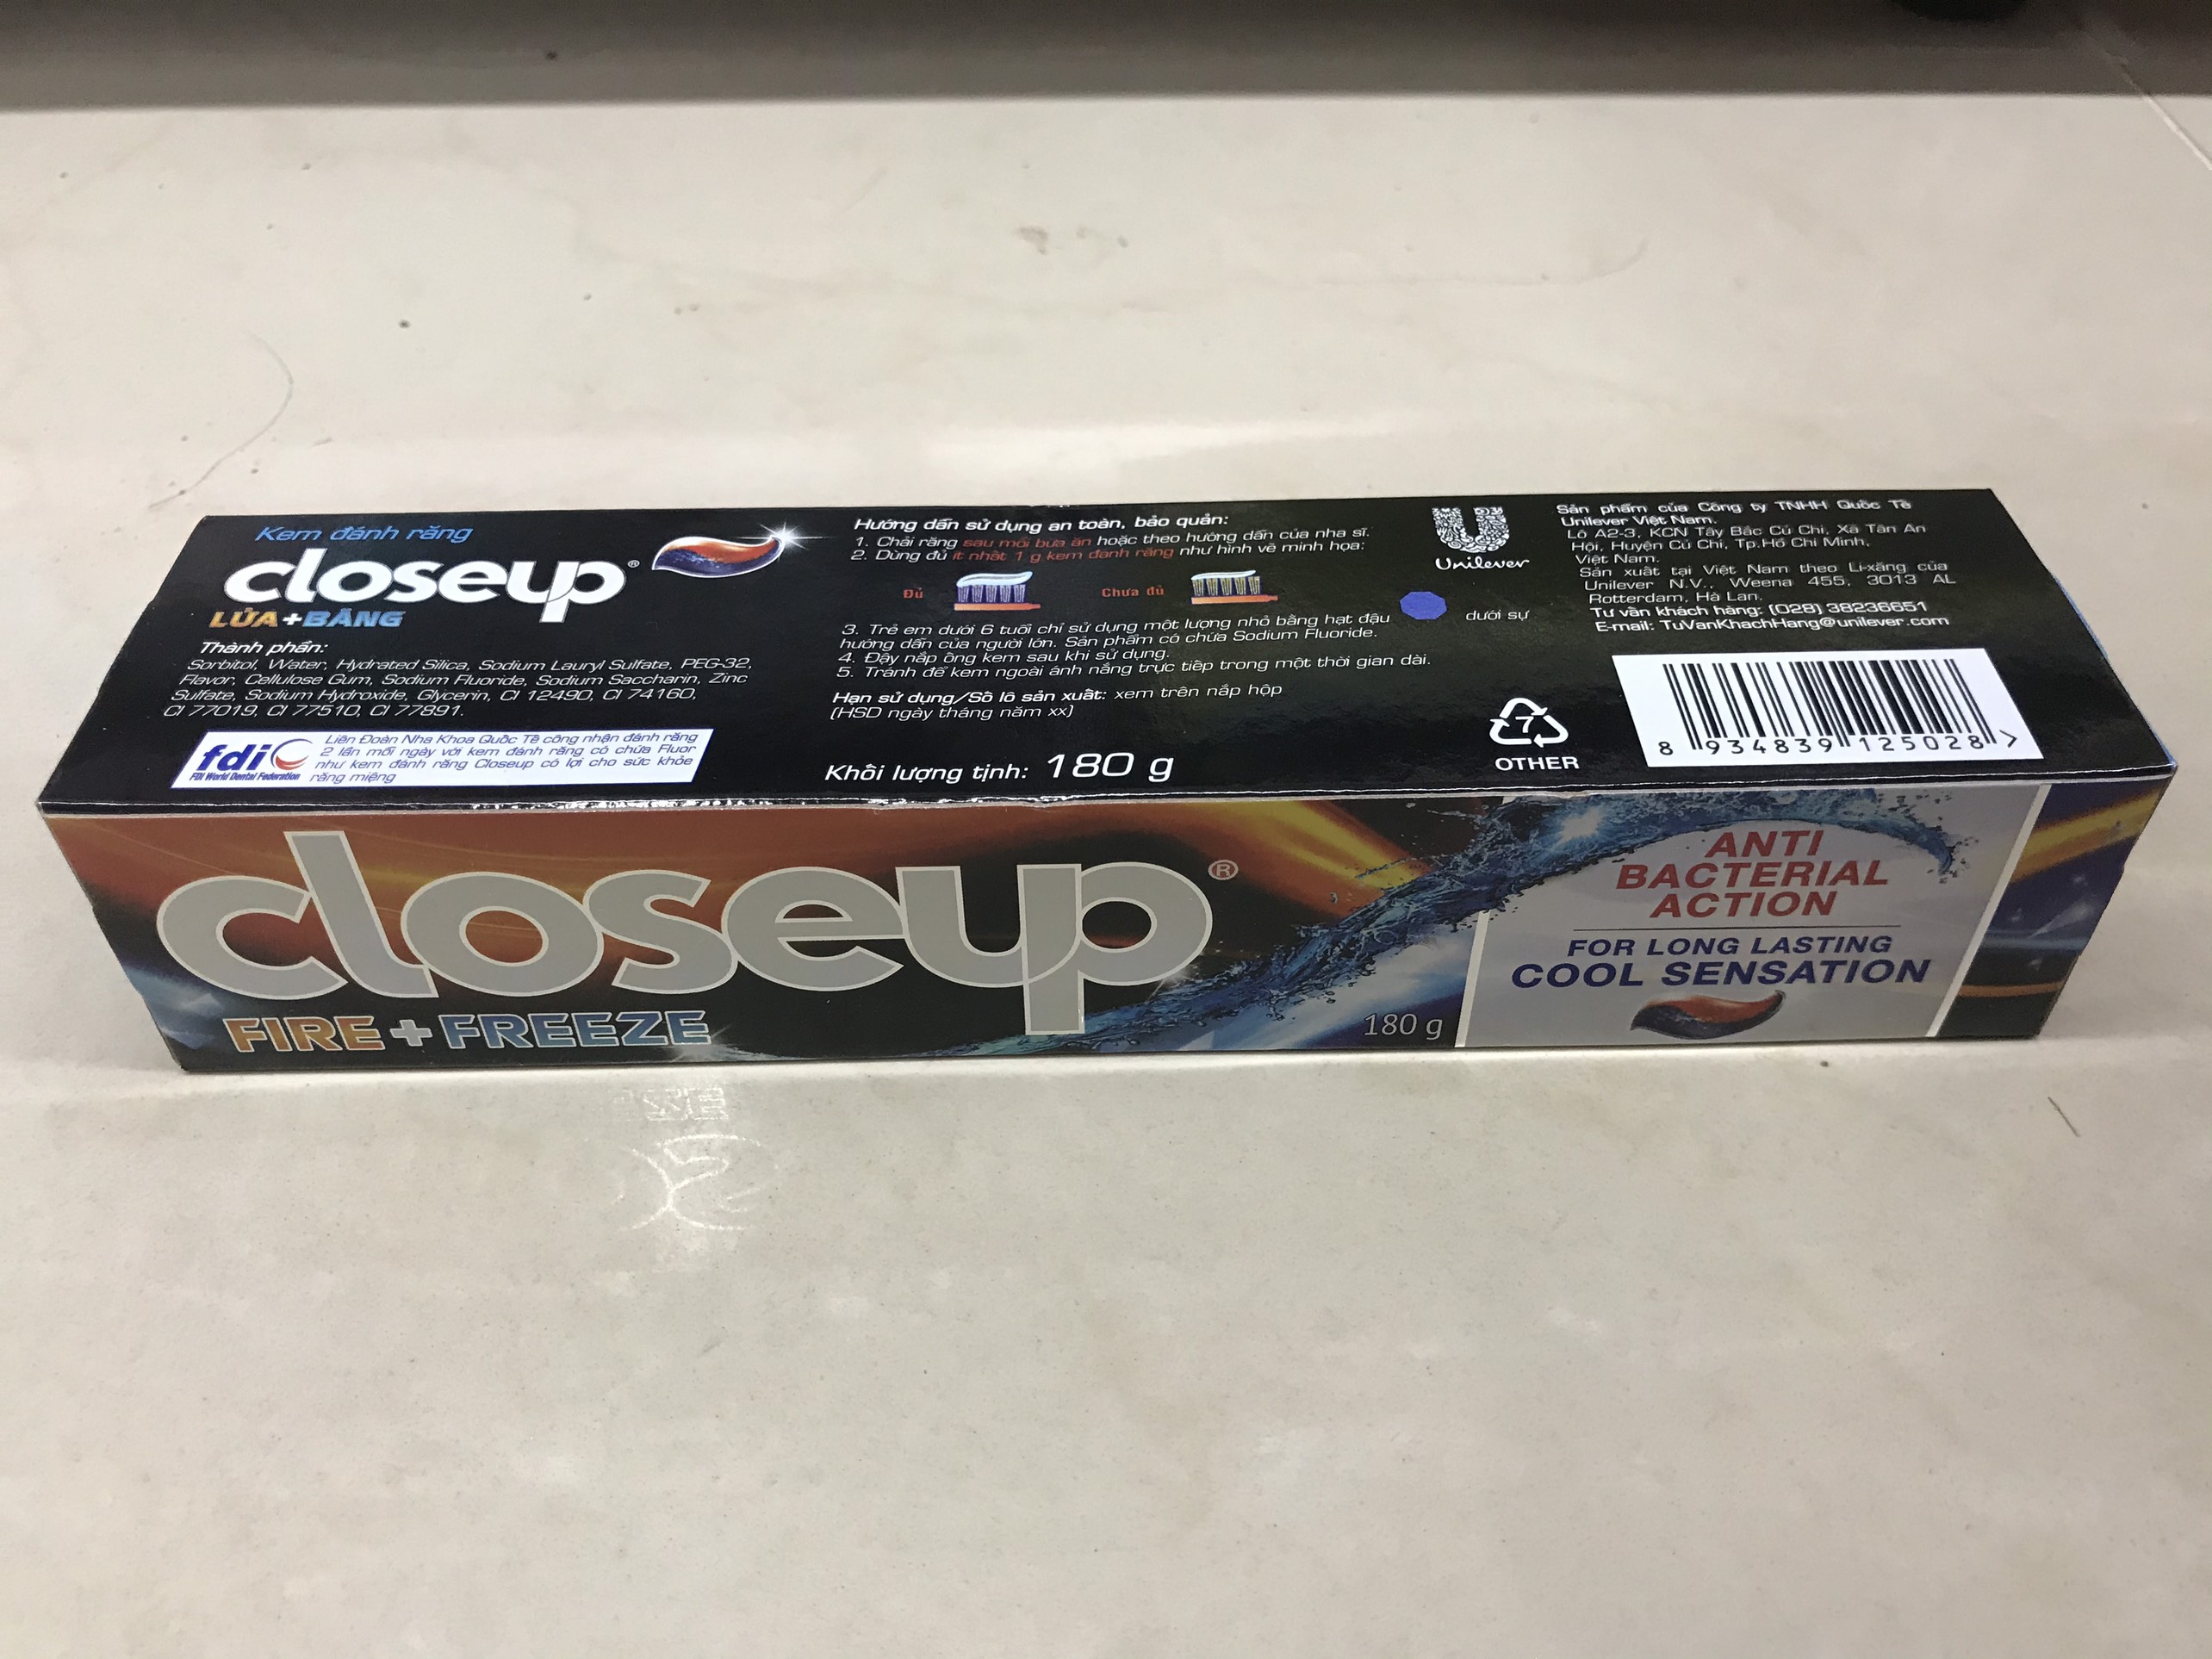 Kem đánh răng
closeup®
LỬA+BĂNG
Thành phần:
Sorbitol, Water, Hydrated Silica, Sodium Lauryl Sulfate, PEG-32,
Flavor, Cellulose Gum, Sodium Fluoride, Sodium Saccharin, Zinc
Sulfate, Sodium Hydroxide, Glycerin, CI 12490, CI 74160,
CI 77019, CI 77510, CI 77891.
fdi
FDI World Dental Federation
Liên Đoàn Nha Khoa Quốc Tế công nhận đánh răng
2 lần mỗi ngày với kem đánh răng có chứa Fluor
như kem đánh răng Closeup có lợi cho sức khỏe
răng miệng
Hướng dẫn sử dụng an toàn, bảo quản:
1. Chải răng sau mỗi bữa ăn hoặc theo hướng dẫn của nha sĩ.
2. Dùng đủ ít nhất 1 g kem đánh răng như hình vẽ minh họa:
Đủ
Chưa đủ
3. Trẻ em dưới 6 tuổi chỉ sử dụng một lượng nhỏ bằng hạt đậu dưới sự
hướng dẫn của người lớn. Sản phẩm có chứa Sodium Fluoride.
4. Đậy nắp ống kem sau khi sử dụng.
5. Tránh để kem ngoài ánh nắng trực tiếp trong một thời gian dài.
Hạn sử dụng/Số lô sản xuất: xem trên nắp hộp
(HSD ngày tháng năm xx)
Khối lượng tịnh: 180 g
Unilever
7
OTHER
Sản phẩm của Công ty TNHH Quốc Tế
Unilever Việt Nam.
Lô A2-3, KCN Tây Bắc Củ Chi, Xã Tân An
Hội, Huyện Củ Chi, Tp.Hồ Chí Minh,
Việt Nam.
Sản xuất tại Việt Nam theo Li-xăng của
Unilever N.V., Weena 455, 3013 AL
Rotterdam, Hà Lan.
Tư vấn khách hàng: (028) 38236651
E-mail: TuVanKhachHang@unilever.com
8 934839 125028 >
closeup®
FIRE+FREEZE
180 g
ANTI
BACTERIAL
ACTION
FOR LONG LASTING
COOL SENSATION